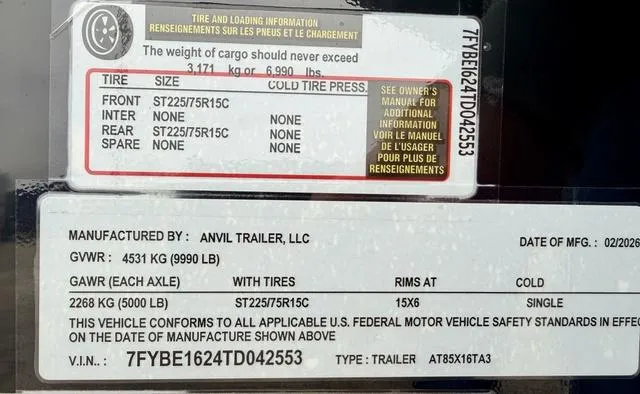 TIRE AND LOADING INFORMATION
RENSEIGNEMENTS SUR LES PNEUS ET LE CHARGEMENT
The weight of cargo should never exceed
3,171 kg or 6,990 lbs.
TIRE SIZE COLD TIRE PRESS.
FRONT ST225/75R15C
INTER NONE NONE
REAR ST225/75R15C NONE
SPARE NONE NONE
SEE OWNER'S
MANUAL FOR
ADDITIONAL
INFORMATION
VOIR LE MANUEL
DE L'USAGER
POUR PLUS DE
RENSEIGNEMENTS
7FYBE1624TD042553
MANUFACTURED BY : ANVIL TRAILER, LLC DATE OF MFG. : 02/2026
GVWR : 4531 KG (9990 LB)
GAWR (EACH AXLE) WITH TIRES RIMS AT COLD
2268 KG (5000 LB) ST225/75R15C 15X6 SINGLE
THIS VEHICLE CONFORMS TO ALL APPLICABLE U.S. FEDERAL MOTOR VEHICLE SAFETY STANDARDS IN EFFEC
ON THE DATE OF MANUFACTURE SHOWN ABOVE
V.I.N.. : 7FYBE1624TD042553 TYPE : TRAILER AT85X16TA3